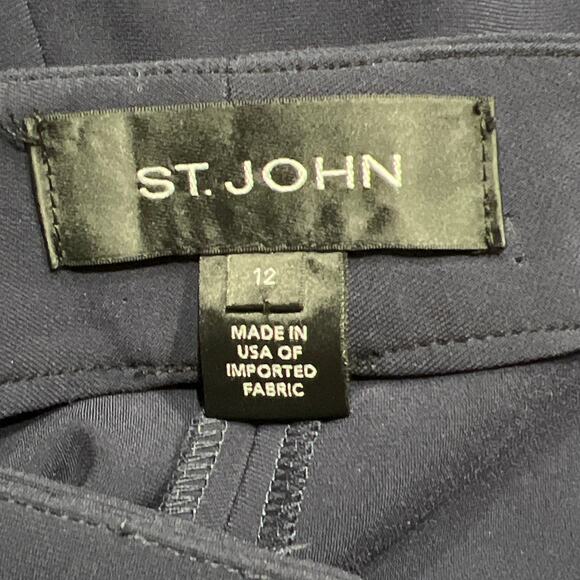 ST. JOHN
12
MADE IN
USA OF
IMPORTED
FABRIC